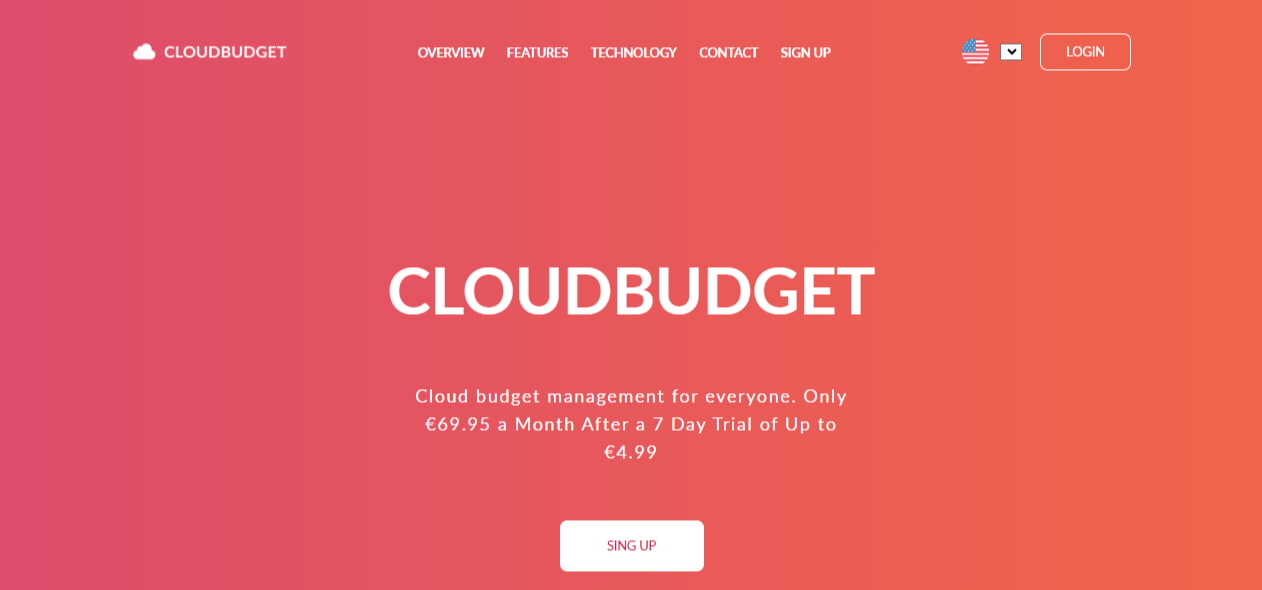 CLOUDBUDGET
OVERVIEW FEATURES TECHNOLOGY CONTACT SIGN UP
LOGIN
CLOUDBUDGET
Cloud budget management for everyone. Only
€69.95 a Month After a 7 Day Trial of Up to
€4.99
SING UP